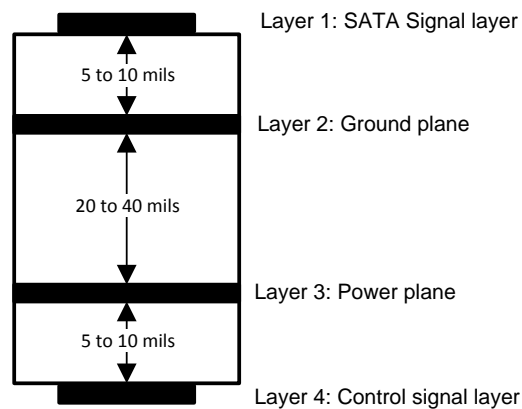 Layer 1: SATA Signal layer
5 to 10 mils
Layer 2: Ground plane
20 to 40 mils
Layer 3: Power plane
5 to 10 mils
Layer 4: Control signal layer